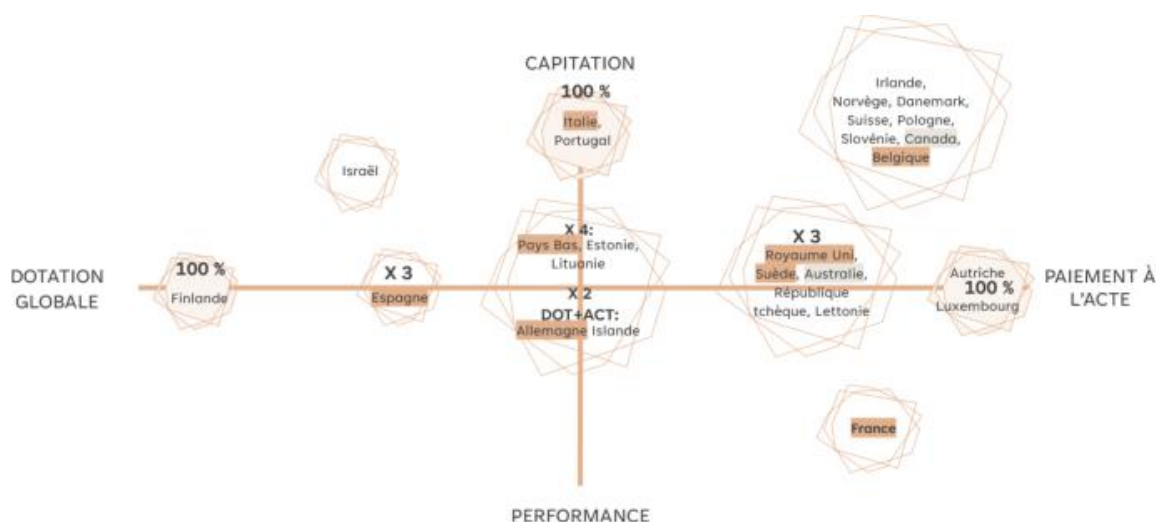 CAPITATION
100 %
Italie,
Portugal
Irlande,
Norvège, Danemark,
Suisse, Pologne,
Slovénie, Canada,
Belgique
Israël
X 4:
Pays Bas, Estonie,
Lituanie
X 3
Royaume Uni,
Suède, Australie,
République
tchèque, Lettonie
DOTATION
GLOBALE
100 %
Finlande
X 3
Espagne
X 2
DOT+ACT:
Allemagne Islande
Autriche
100 %
Luxembourg
PAIEMENT À
L'ACTE
France
PERFORMANCE